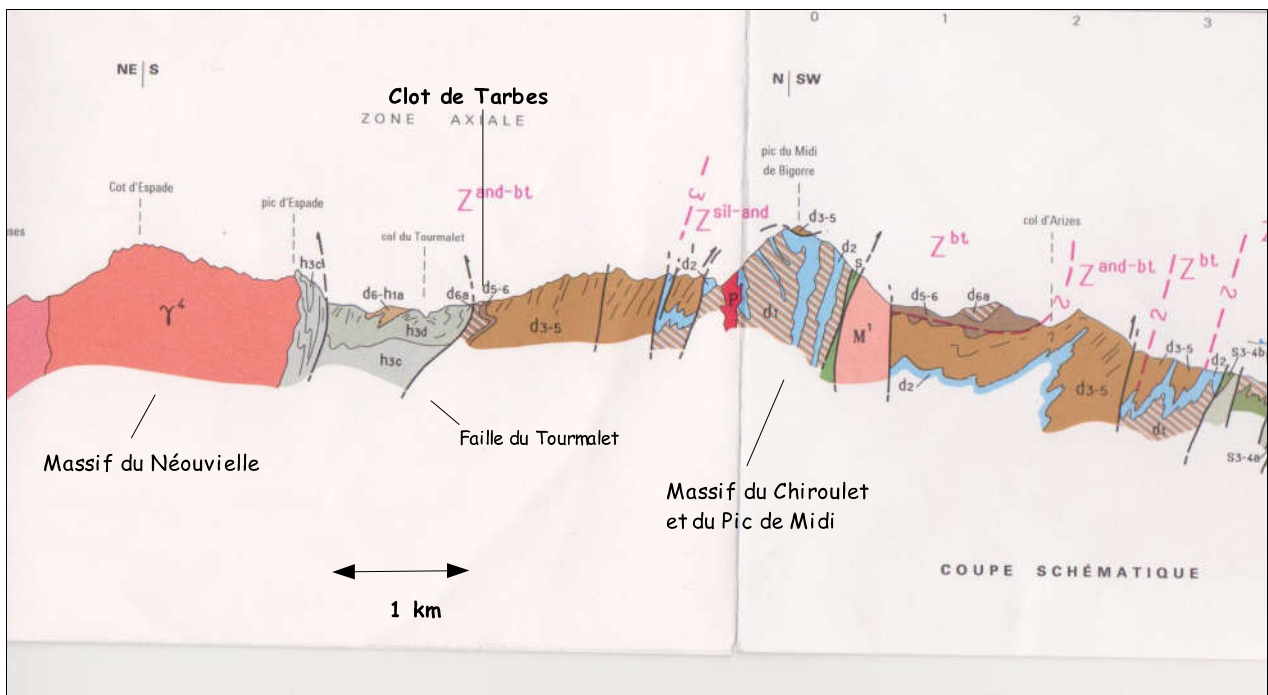 0 1 2 3
NE | S
N | SW
Clot de Tarbes
ZONE AXIALE
pic du Midi
de Bigorre
Cot d'Espade
pic d'Espade
col du Tourmalet
col d'Arizes
aes
Z and-bt
Z sil-and
Z bt
Z and-bt
Z bt
h3c
d6-h1a
d6a
d5-6
d2
d3-5
d2
s
d5-6
d6a
γ4
h3d
h3c
d3-5
P
d1
M1
d2
d3-5
d3-5
d2
S3-4b
d1
S3-4a
Faille du Tourmalet
Massif du Néouvielle
Massif du Chiroulet
et du Pic de Midi
1 km
COUPE SCHÉMATIQUE